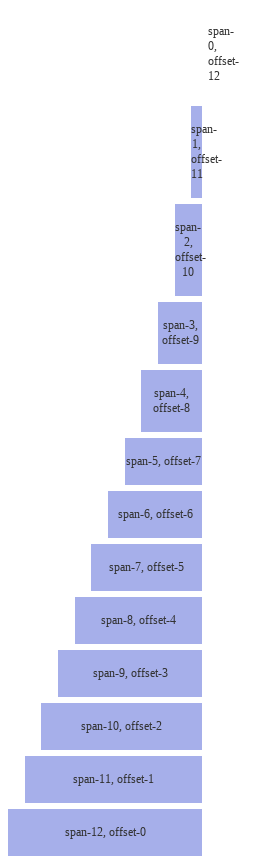 span-
0,
offset-
12
span-
1,
offset-
11
span-
2,
offset-
10
span-3,
offset-9
span-4,
offset-8
span-5, offset-7
span-6, offset-6
span-7, offset-5
span-8, offset-4
span-9, offset-3
span-10, offset-2
span-11, offset-1
span-12, offset-0